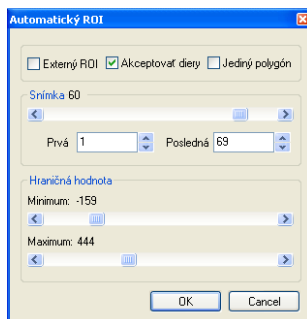 Automatický ROI
Externý ROI Akceptovať diery Jediný polygón
Snímka 60
Prvá 1 Posledná 69
Hraničná hodnota
Minimum: -159
Maximum: 444
OK Cancel